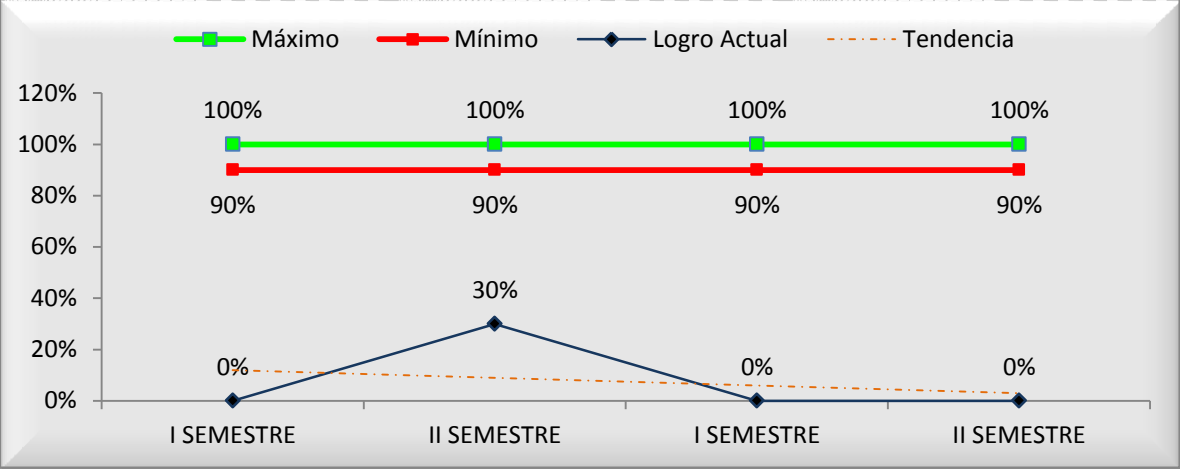 Máximo Mínimo Logro Actual Tendencia
120%
100% 100% 100% 100%
100%
80%
90% 90% 90% 90%
60%
40%
30%
20%
0% 0% 0%
0%
I SEMESTRE II SEMESTRE I SEMESTRE II SEMESTRE